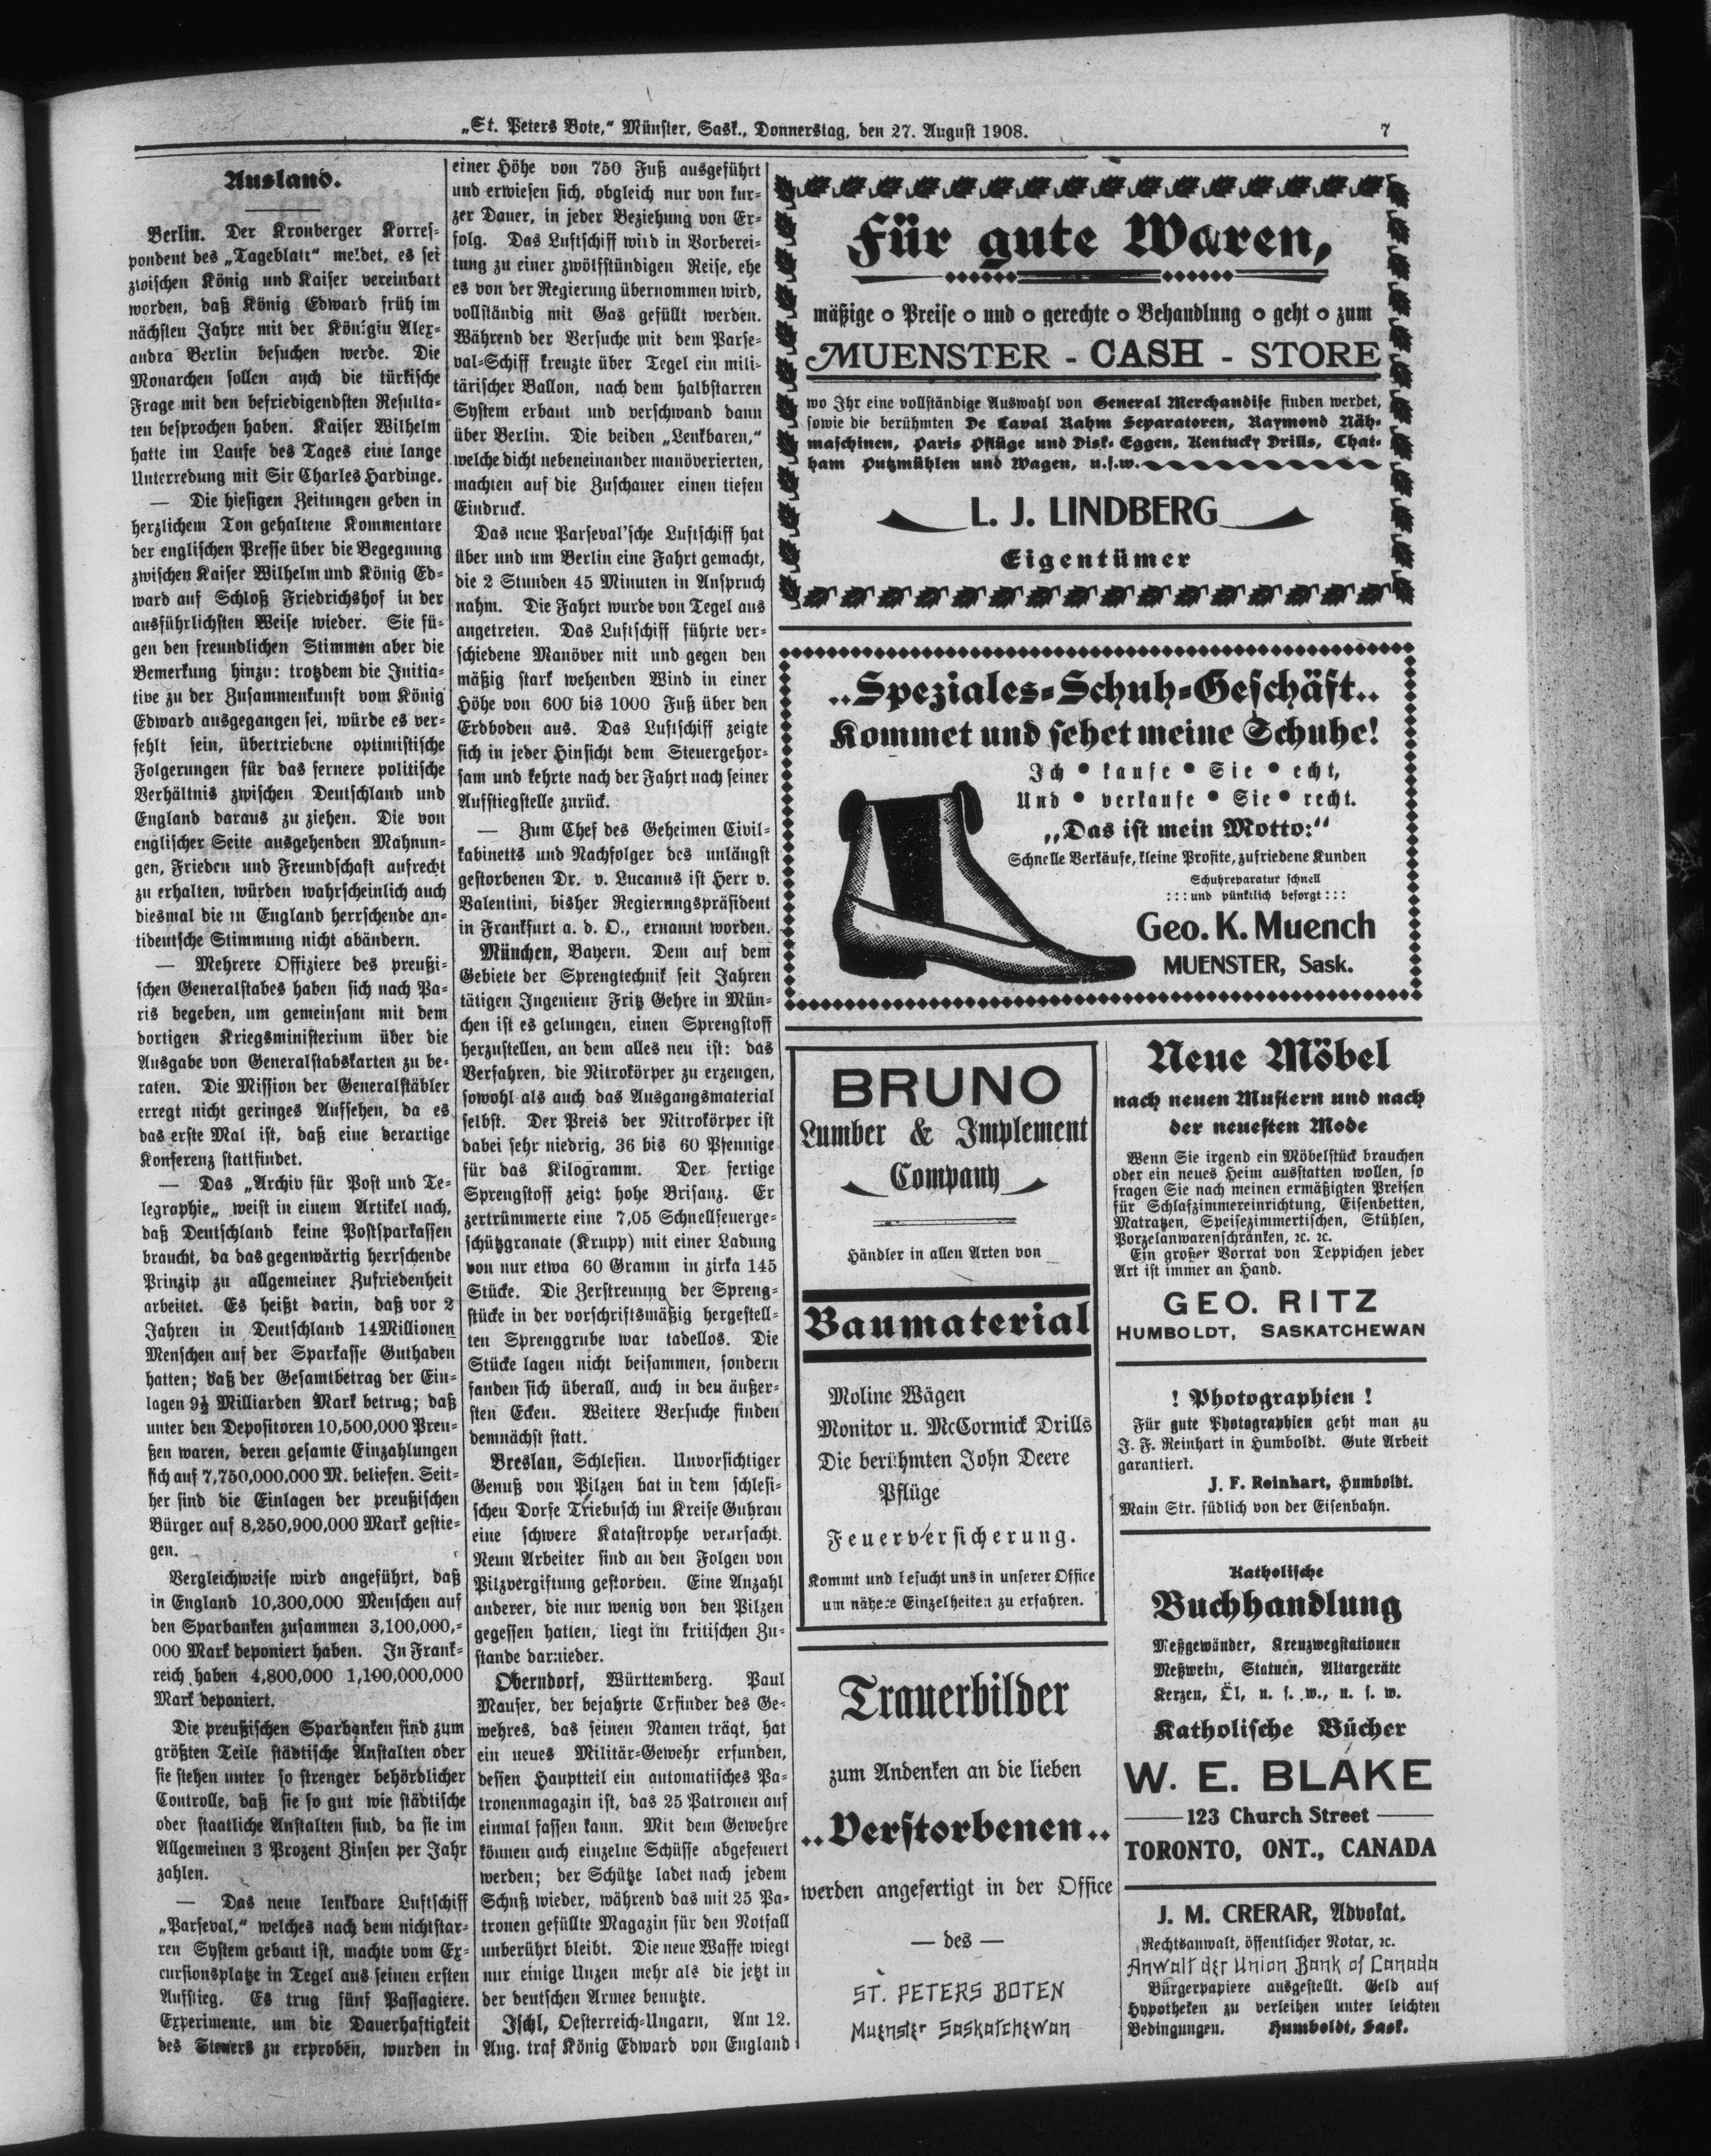 „St. Peters Bote,“ Münster, Sask., Donnerstag, den 27. August 1908.
7
Ausland.
Berlin. Der Kronberger Korres-
pondent des „Tageblatt“ meldet, es sei
zwischen König und Kaiser vereinbart
worden, daß König Edward früh im
nächsten Jahre mit der Königin Alex-
andra Berlin besuchen werde. Die
Monarchen sollen auch die türkische
Frage mit den befriedigendsten Resulta-
ten besprochen haben. Kaiser Wilhelm
hatte im Laufe des Tages eine lange
Unterredung mit Sir Charles Hardinge.
— Die hiesigen Zeitungen geben in
herzlichem Ton gehaltene Kommentare
der englischen Presse über die Begegnung
zwischen Kaiser Wilhelm und König Ed-
ward auf Schloß Friedrichshof in der
ausführlichsten Weise wieder. Sie fü-
gen den freundlichen Stimmen aber die
Bemerkung hinzu: trotzdem die Initia-
tive zu der Zusammenkunft vom König
Edward ausgegangen sei, würde es ver-
fehlt sein, übertriebene optimistische
Folgerungen für das fernere politische
Verhältnis zwischen Deutschland und
England daraus zu ziehen. Die von
englischer Seite ausgehenden Mahnun-
gen, Frieden und Freundschaft aufrecht
zu erhalten, würden wahrscheinlich auch
diesmal die in England herrschende an-
tideutsche Stimmung nicht abändern.
— Mehrere Offiziere des preußi-
schen Generalstabes haben sich nach Pa-
ris begeben, um gemeinsam mit dem
dortigen Kriegsministerium über die
Ausgabe von Generalstabskarten zu be-
raten. Die Mission der Generalstäbler
erregt nicht geringes Aufsehen, da es
das erste Mal ist, daß eine derartige
Konferenz stattfindet.
— Das „Archiv für Post und Te-
legraphie„ weist in einem Artikel nach,
daß Deutschland keine Postsparkassen
braucht, da das gegenwärtig herrschende
Prinzip zu allgemeiner Zufriedenheit
arbeitet. Es heißt darin, daß vor 2
Jahren in Deutschland 14 Millionen
Menschen auf der Sparkasse Guthaben
hatten; daß der Gesamtbetrag der Ein-
lagen 9½ Milliarden Mark betrug; daß
unter den Depositoren 10,500,000 Preu-
ßen waren, deren gesamte Einzahlungen
sich auf 7,750,000,000 M. beliefen. Seit-
her sind die Einlagen der preußischen
Bürger auf 8,250,900,000 Mark gestie-
gen.
Vergleichweise wird angeführt, daß
in England 10,300,000 Menschen auf
den Sparbanken zusammen 3,100,000,-
000 Mark deponiert haben. In Frank-
reich haben 4,800,000 1,100,000,000
Mark deponiert.
Die preußischen Sparbanken sind zum
größten Teile städtische Anstalten oder
sie stehen unter so strenger behördlicher
Controlle, daß sie so gut wie städtische
oder staatliche Anstalten sind, da sie im
Allgemeinen 3 Prozent Zinsen per Jahr
zahlen.
— Das neue lenkbare Luftschiff
„Parseval,“ welches nach dem nichtstar-
ren System gebaut ist, machte vom Ex-
cursionsplatze in Tegel aus seinen ersten
Aufstieg. Es trug fünf Passagiere.
Experimente, um die Dauerhaftigkeit
des Steuers zu erproben, wurden in
einer Höhe von 750 Fuß ausgeführt
und erwiesen sich, obgleich nur von kur-
zer Dauer, in jeder Beziehung von Er-
folg. Das Luftschiff wird in Vorberei-
tung zu einer zwölfstündigen Reise, ehe
es von der Regierung übernommen wird,
vollständig mit Gas gefüllt werden.
Während der Versuche mit dem Parse-
val-Schiff kreuzte über Tegel ein mili-
tärischer Ballon, nach dem halbstarren
System erbaut und verschwand dann
über Berlin. Die beiden „Lenkbaren,“
welche dicht nebeneinander manöverierten,
machten auf die Zuschauer einen tiefen
Eindruck.
Das neue Parseval'sche Luftschiff hat
über und um Berlin eine Fahrt gemacht,
die 2 Stunden 45 Minuten in Anspruch
nahm. Die Fahrt wurde von Tegel aus
angetreten. Das Luftschiff führte ver-
schiedene Manöver mit und gegen den
mäßig stark wehenden Wind in einer
Höhe von 600 bis 1000 Fuß über den
Erdboden aus. Das Luftschiff zeigte
sich in jeder Hinsicht dem Steuergehor-
sam und kehrte nach der Fahrt nach seiner
Aufstiegstelle zurück.
— Zum Chef des Geheimen Civil-
kabinetts und Nachfolger des unlängst
gestorbenen Dr. v. Lucanus ist Herr v.
Valentini, bisher Regierungspräsident
in Frankfurt a. d. O., ernannt worden.
München, Bayern. Dem auf dem
Gebiete der Sprengtechnik seit Jahren
tätigen Ingenieur Fritz Gehre in Mün-
chen ist es gelungen, einen Sprengstoff
herzustellen, an dem alles neu ist: das
Verfahren, die Nitrokörper zu erzeugen,
sowohl als auch das Ausgangsmaterial
selbst. Der Preis der Nitrokörper ist
dabei sehr niedrig, 36 bis 60 Pfennige
für das Kilogramm. Der fertige
Sprengstoff zeigt hohe Brisanz. Er
zertrümmerte eine 7,05 Schnellfeuerge-
schützgranate (Krupp) mit einer Ladung
von nur etwa 60 Gramm in zirka 145
Stücke. Die Zerstreuung der Spreng-
stücke in der vorschriftsmäßig hergestell-
ten Sprenggrube war tadellos. Die
Stücke lagen nicht beisammen, sondern
fanden sich überall, auch in den äußer-
sten Ecken. Weitere Versuche finden
demnächst statt.
Breslau, Schlesien. Unvorsichtiger
Genuß von Pilzen hat in dem schlesi-
schen Dorfe Triebusch im Kreise Guhrau
eine schwere Katastrophe verursacht.
Neun Arbeiter sind an den Folgen von
Pilzvergiftung gestorben. Eine Anzahl
anderer, die nur wenig von den Pilzen
gegessen hatten, liegt im kritischen Zu-
stande darnieder.
Oberndorf, Württemberg. Paul
Mauser, der bejahrte Erfinder des Ge-
wehres, das seinen Namen trägt, hat
ein neues Militär-Gewehr erfunden,
dessen Hauptteil ein automatisches Pa-
tronenmagazin ist, das 25 Patronen auf
einmal fassen kann. Mit dem Gewehre
können auch einzelne Schüsse abgefeuert
werden; der Schütze ladet nach jedem
Schuß wieder, während das mit 25 Pa-
tronen gefüllte Magazin für den Notfall
unberührt bleibt. Die neue Waffe wiegt
nur einige Unzen mehr als die jetzt in
der deutschen Armee benutzte.
Ischl, Oesterreich-Ungarn, Am 12.
Aug. traf König Edward von England
Für gute Waren,
mäßige o Preise o und o gerechte o Behandlung o geht o zum
MUENSTER - CASH - STORE
wo Ihr eine vollständige Auswahl von General Merchandise finden werdet,
sowie die berühmten De Laval Rahm Separatoren, Raymond Näh-
maschinen, Paris Pflüge und Disk-Eggen, Kentucky Drills, Chat-
ham Putzmühlen und Wagen, u.s.w.
L. J. LINDBERG
Eigentümer
..Speziales-Schuh-Geschäft..
Kommet und sehet meine Schuhe!
Ich • kaufe • Sie • echt,
Und • verkaufe • Sie • recht.
„Das ist mein Motto:“
Schnelle Verkäufe, kleine Profite, zufriedene Kunden
Schuhreparatur schnell
:::und pünktlich besorgt:::
Geo. K. Muench
MUENSTER, Sask.
BRUNO
Lumber & Implement
Company
Händler in allen Arten von
Baumaterial
Moline Wägen
Monitor u. McCormick Drills
Die berühmten John Deere
Pflüge
Feuerversicherung.
Kommt und besucht uns in unserer Office
um nähere Einzelheiten zu erfahren.
Trauerbilder
zum Andenken an die lieben
..Verstorbenen..
werden angefertigt in der Office
— des —
ST. PETERS BOTEN
Muenster Saskatchewan
Neue Möbel
nach neuen Mustern und nach
der neuesten Mode
Wenn Sie irgend ein Möbelstück brauchen
oder ein neues Heim ausstatten wollen, so
fragen Sie nach meinen ermäßigten Preisen
für Schlafzimmereinrichtung, Eisenbetten,
Matratzen, Speisezimmertischen, Stühlen,
Porzelanwarenschränken, ꝛc. ꝛc.
Ein großer Vorrat von Teppichen jeder
Art ist immer an Hand.
GEO. RITZ
HUMBOLDT, SASKATCHEWAN
! Photographien !
Für gute Photographien geht man zu
J. F. Reinhart in Humboldt. Gute Arbeit
garantiert.
J. F. Reinhart, Humboldt.
Main Str. südlich von der Eisenbahn.
Katholische
Buchhandlung
Meßgewänder, Kreuzwegstationen
Meßwein, Statuen, Altargeräte
Kerzen, Öl, u. s. w., u. s. w.
Katholische Bücher
W. E. BLAKE
123 Church Street
TORONTO, ONT., CANADA
J. M. CRERAR, Advokat.
Rechtsanwalt, öffentlicher Notar, ꝛc.
Anwalt der Union Bank of Canada
Bürgerpapiere ausgestellt. Geld auf
Hypotheken zu verleihen unter leichten
Bedingungen. Humboldt, Sask.